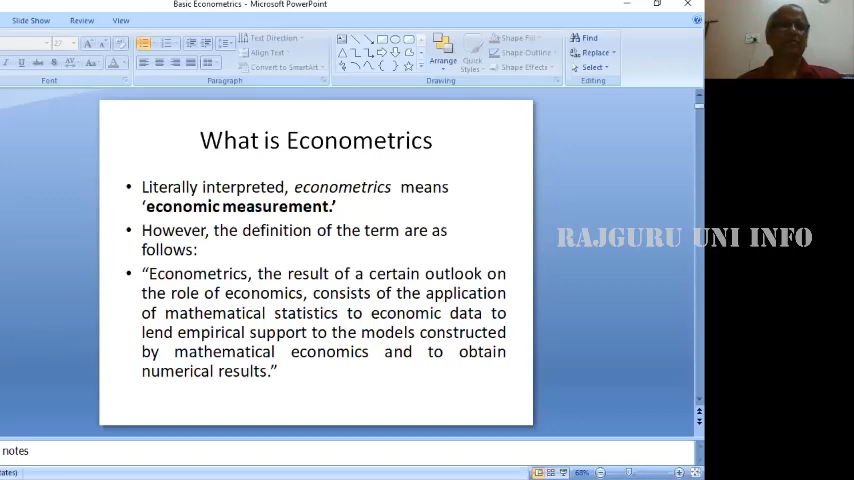 Basic Econometrics - Microsoft PowerPoint
Slide Show Review View
27 Text Direction Shape Fill Find
Align Text Shape Outline Replace
Convert to SmartArt Arrange Quick Styles Shape Effects Select
Font Paragraph Drawing Editing
What is Econometrics
• Literally interpreted, econometrics means
‘economic measurement.’
• However, the definition of the term are as
follows:
• “Econometrics, the result of a certain outlook on
the role of economics, consists of the application
of mathematical statistics to economic data to
lend empirical support to the models constructed
by mathematical economics and to obtain
numerical results.”
RAJGURU UNI INFO
notes
tates) 68%